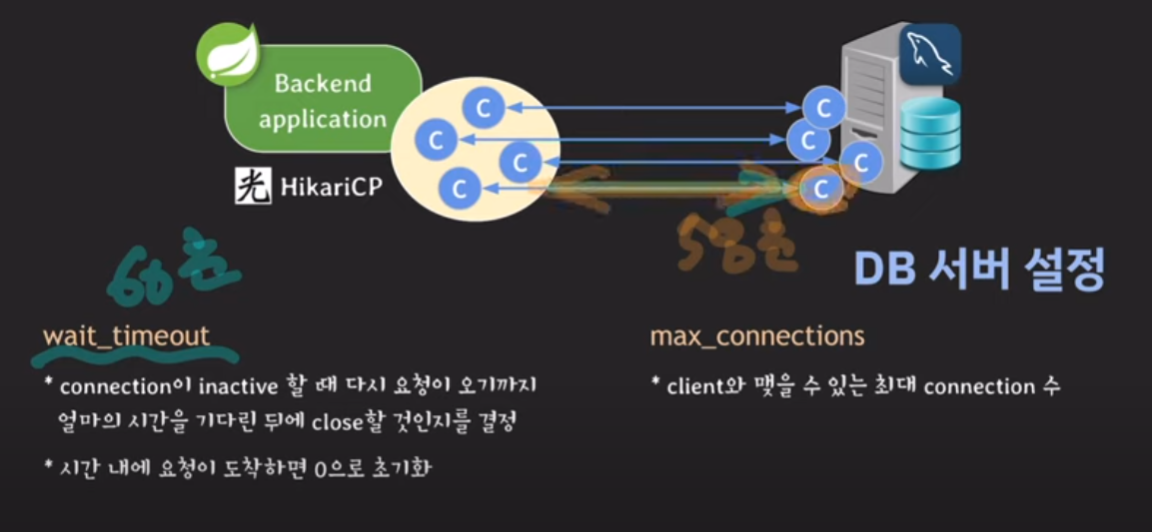 Backend
application
C
C
C
C
C
C
C
C
光 HikariCP
60초
58초
DB 서버 설정
wait_timeout
* connection이 inactive 할 때 다시 요청이 오기까지
얼마의 시간을 기다린 뒤에 close할 것인지를 결정
* 시간 내에 요청이 도착하면 0으로 초기화
max_connections
* client와 맺을 수 있는 최대 connection 수